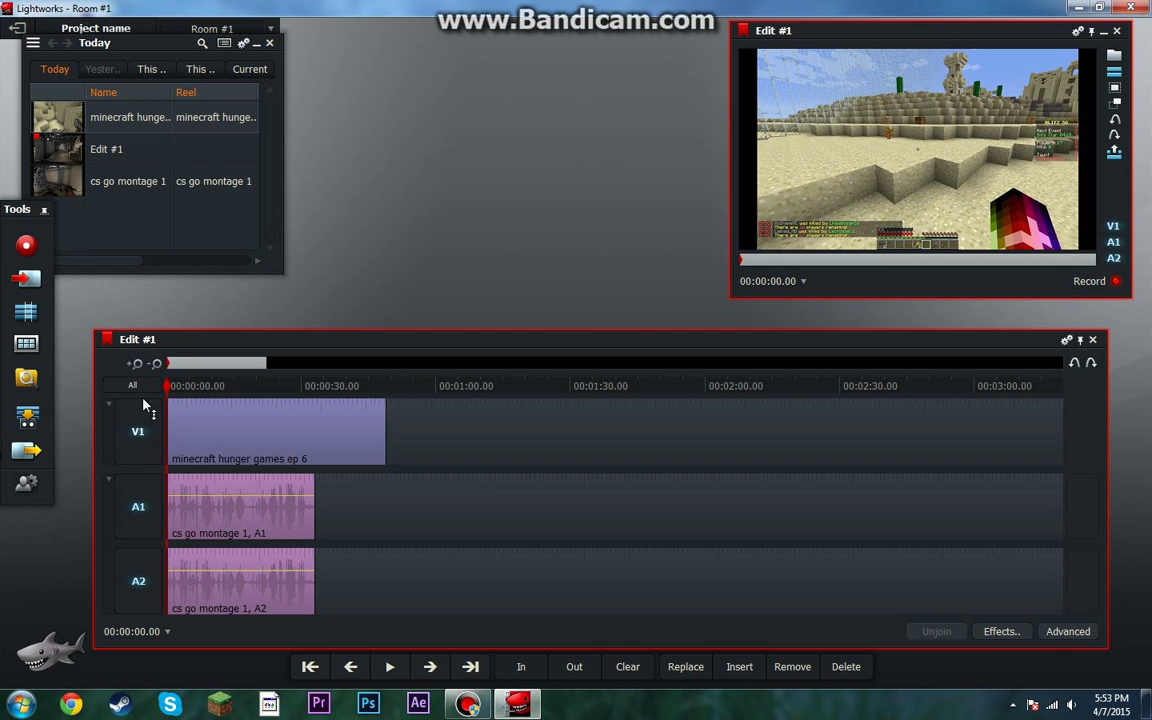 Lightworks - Room #1
www.Bandicam.com
Project name
Room #1
Today
Today Yester.. This .. This .. Current
Name Reel
minecraft hunge.. minecraft hunge..
Edit #1
cs go montage 1 cs go montage 1
Tools
Edit #1
V1
A1
A2
00:00:00.00
Record
Edit #1
All
00:00:00.00 00:00:30.00 00:01:00.00 00:01:30.00 00:02:00.00 00:02:30.00 00:03:00.00
V1
minecraft hunger games ep 6
A1
cs go montage 1, A1
A2
cs go montage 1, A2
00:00:00.00
Unjoin Effects.. Advanced
In Out Clear Replace Insert Remove Delete
Pr Ps Ae
5:53 PM
4/7/2015